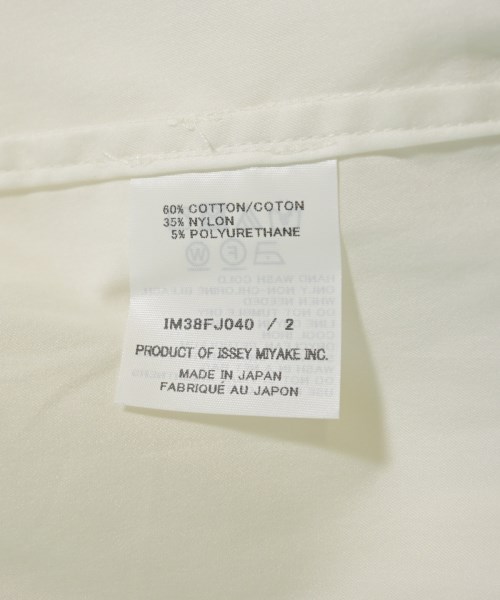 60% COTTON/COTON
35% NYLON
5% POLYURETHANE
IM38FJ040 / 2
PRODUCT OF ISSEY MIYAKE INC.
MADE IN JAPAN
FABRIQUÉ AU JAPON